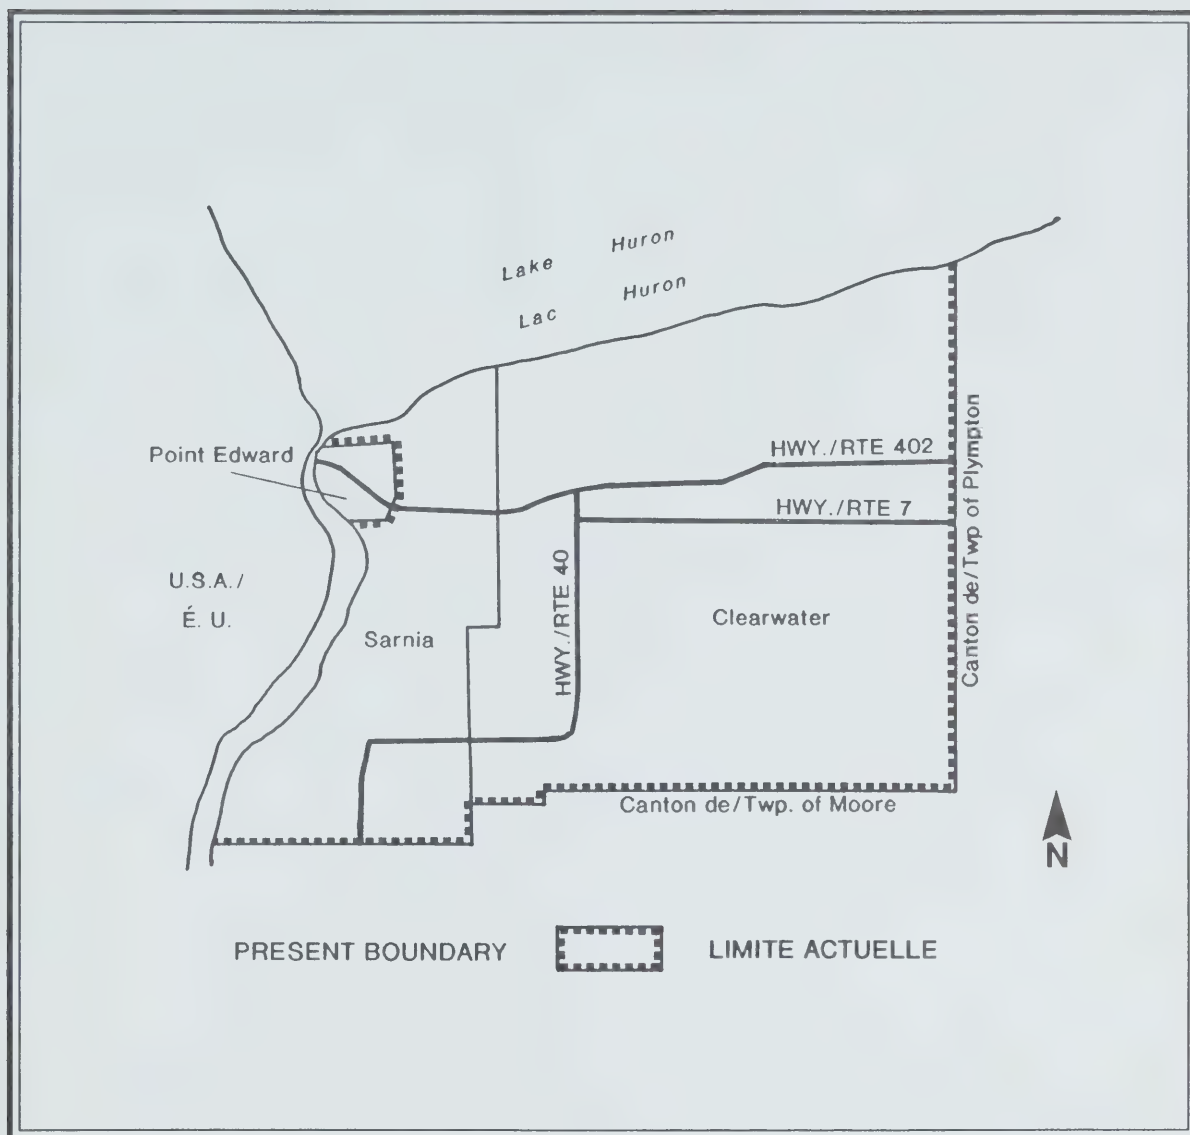 Lake Huron
Lac Huron
Point Edward
HWY./RTE 402
HWY./RTE 7
Canton de/Twp of Plympton
U.S.A./
É. U.
HWY./RTE 40
Clearwater
Sarnia
Canton de/Twp. of Moore
N
PRESENT BOUNDARY
LIMITE ACTUELLE